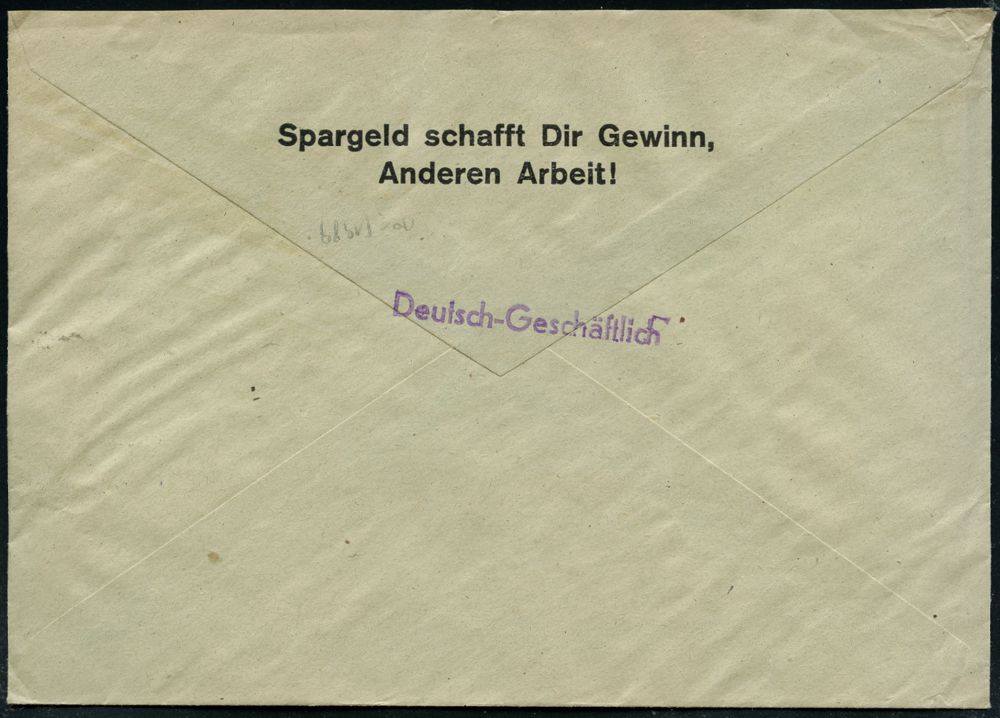 Spargeld schafft Dir Gewinn,
Anderen Arbeit!
Deutsch-Geschäftlich